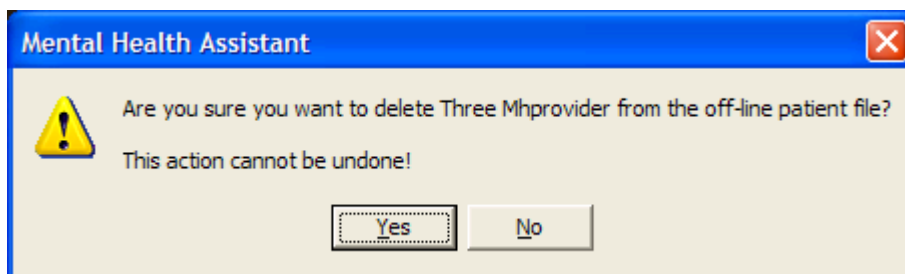 Mental Health Assistant
Are you sure you want to delete Three Mhprovider from the off-line patient file?
This action cannot be undone!
Yes No